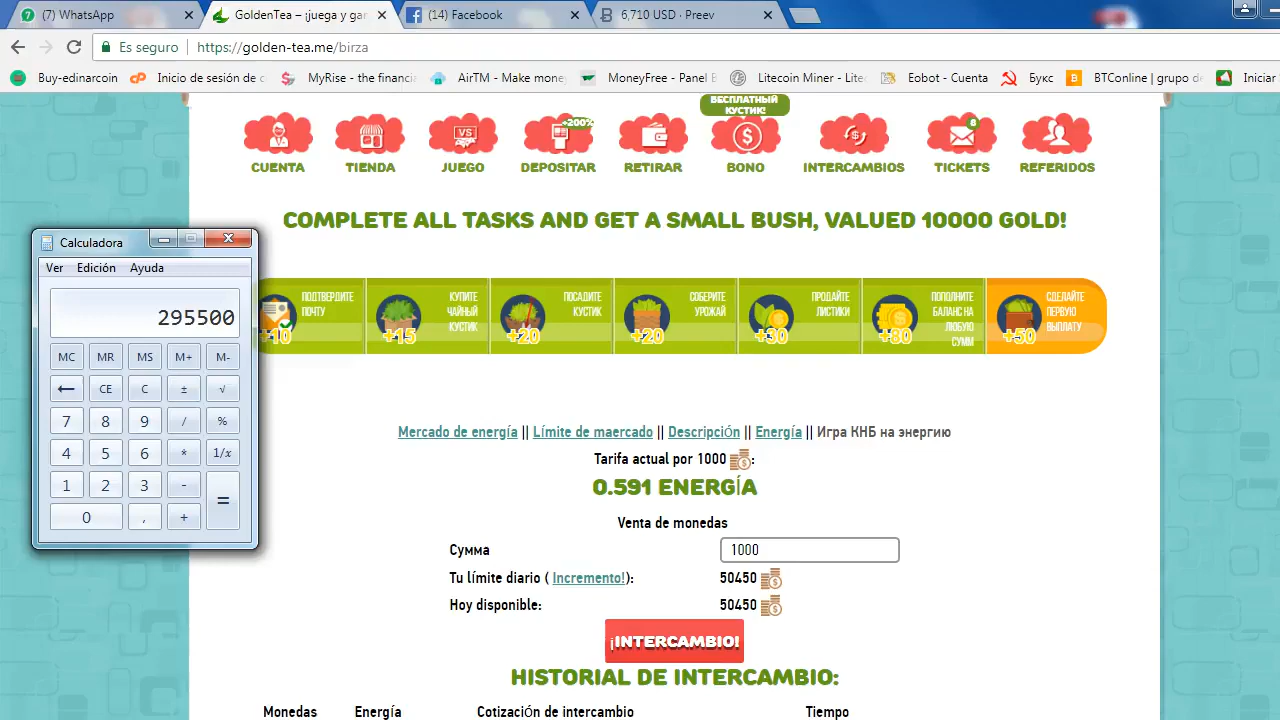 (7) WhatsApp
GoldenTea – ¡juega y gar
(14) Facebook
6,710 USD · Preev
Es seguro
https://golden-tea.me/birza
Buy-edinarcoin
Inicio de sesión de c
MyRise - the financia
AirTM - Make mone
MoneyFree - Panel B
Litecoin Miner - Lite
Eobot - Cuenta
Букс
BTConline | grupo de
Iniciar
БЕСПЛАТНЫЙ
КУСТИК!
+200%
VS
8
CUENTA
TIENDA
JUEGO
DEPOSITAR
RETIRAR
BONO
INTERCAMBIOS
TICKETS
REFERIDOS
COMPLETE ALL TASKS AND GET A SMALL BUSH, VALUED 10000 GOLD!
Calculadora
Ver Edición Ayuda
295500
MC MR MS M+ M-
← CE C ± √
7 8 9 / %
4 5 6 * 1/x
1 2 3 - =
0 , +
ПОДТВЕРДИТЕ
ПОЧТУ
+10
КУПИТЕ
ЧАЙНЫЙ
КУСТИК
+15
ПОСАДИТЕ
КУСТИК
+20
СОБЕРИТЕ
УРОЖАЙ
+20
ПРОДАЙТЕ
ЛИСТИКИ
+30
ПОПОЛНИТЕ
БАЛАНС НА
ЛЮБУЮ
СУММ
+80
СДЕЛАЙТЕ
ПЕРВУЮ
ВЫПЛАТУ
+50
Mercado de energía || Límite de maercado || Descripción || Energía || Игра КНБ на энергию
Tarifa actual por 1000 :
0.591 ENERGÍA
Venta de monedas
Сумма 1000
Tu límite diario ( Incremento!): 50450
Hoy disponible: 50450
¡INTERCAMBIO!
HISTORIAL DE INTERCAMBIO:
Monedas Energía Cotización de intercambio Tiempo